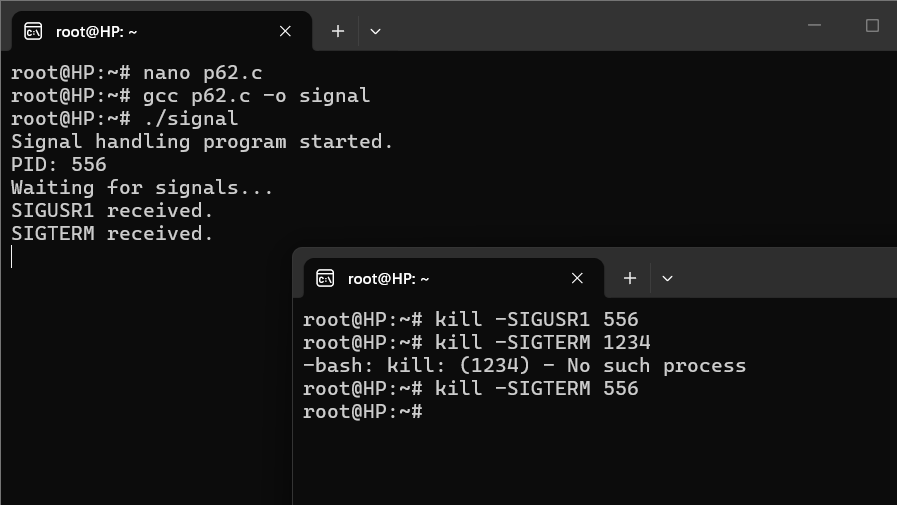 root@HP: ~
root@HP:~# nano p62.c
root@HP:~# gcc p62.c -o signal
root@HP:~# ./signal
Signal handling program started.
PID: 556
Waiting for signals...
SIGUSR1 received.
SIGTERM received.
root@HP: ~
root@HP:~# kill -SIGUSR1 556
root@HP:~# kill -SIGTERM 1234
-bash: kill: (1234) - No such process
root@HP:~# kill -SIGTERM 556
root@HP:~#